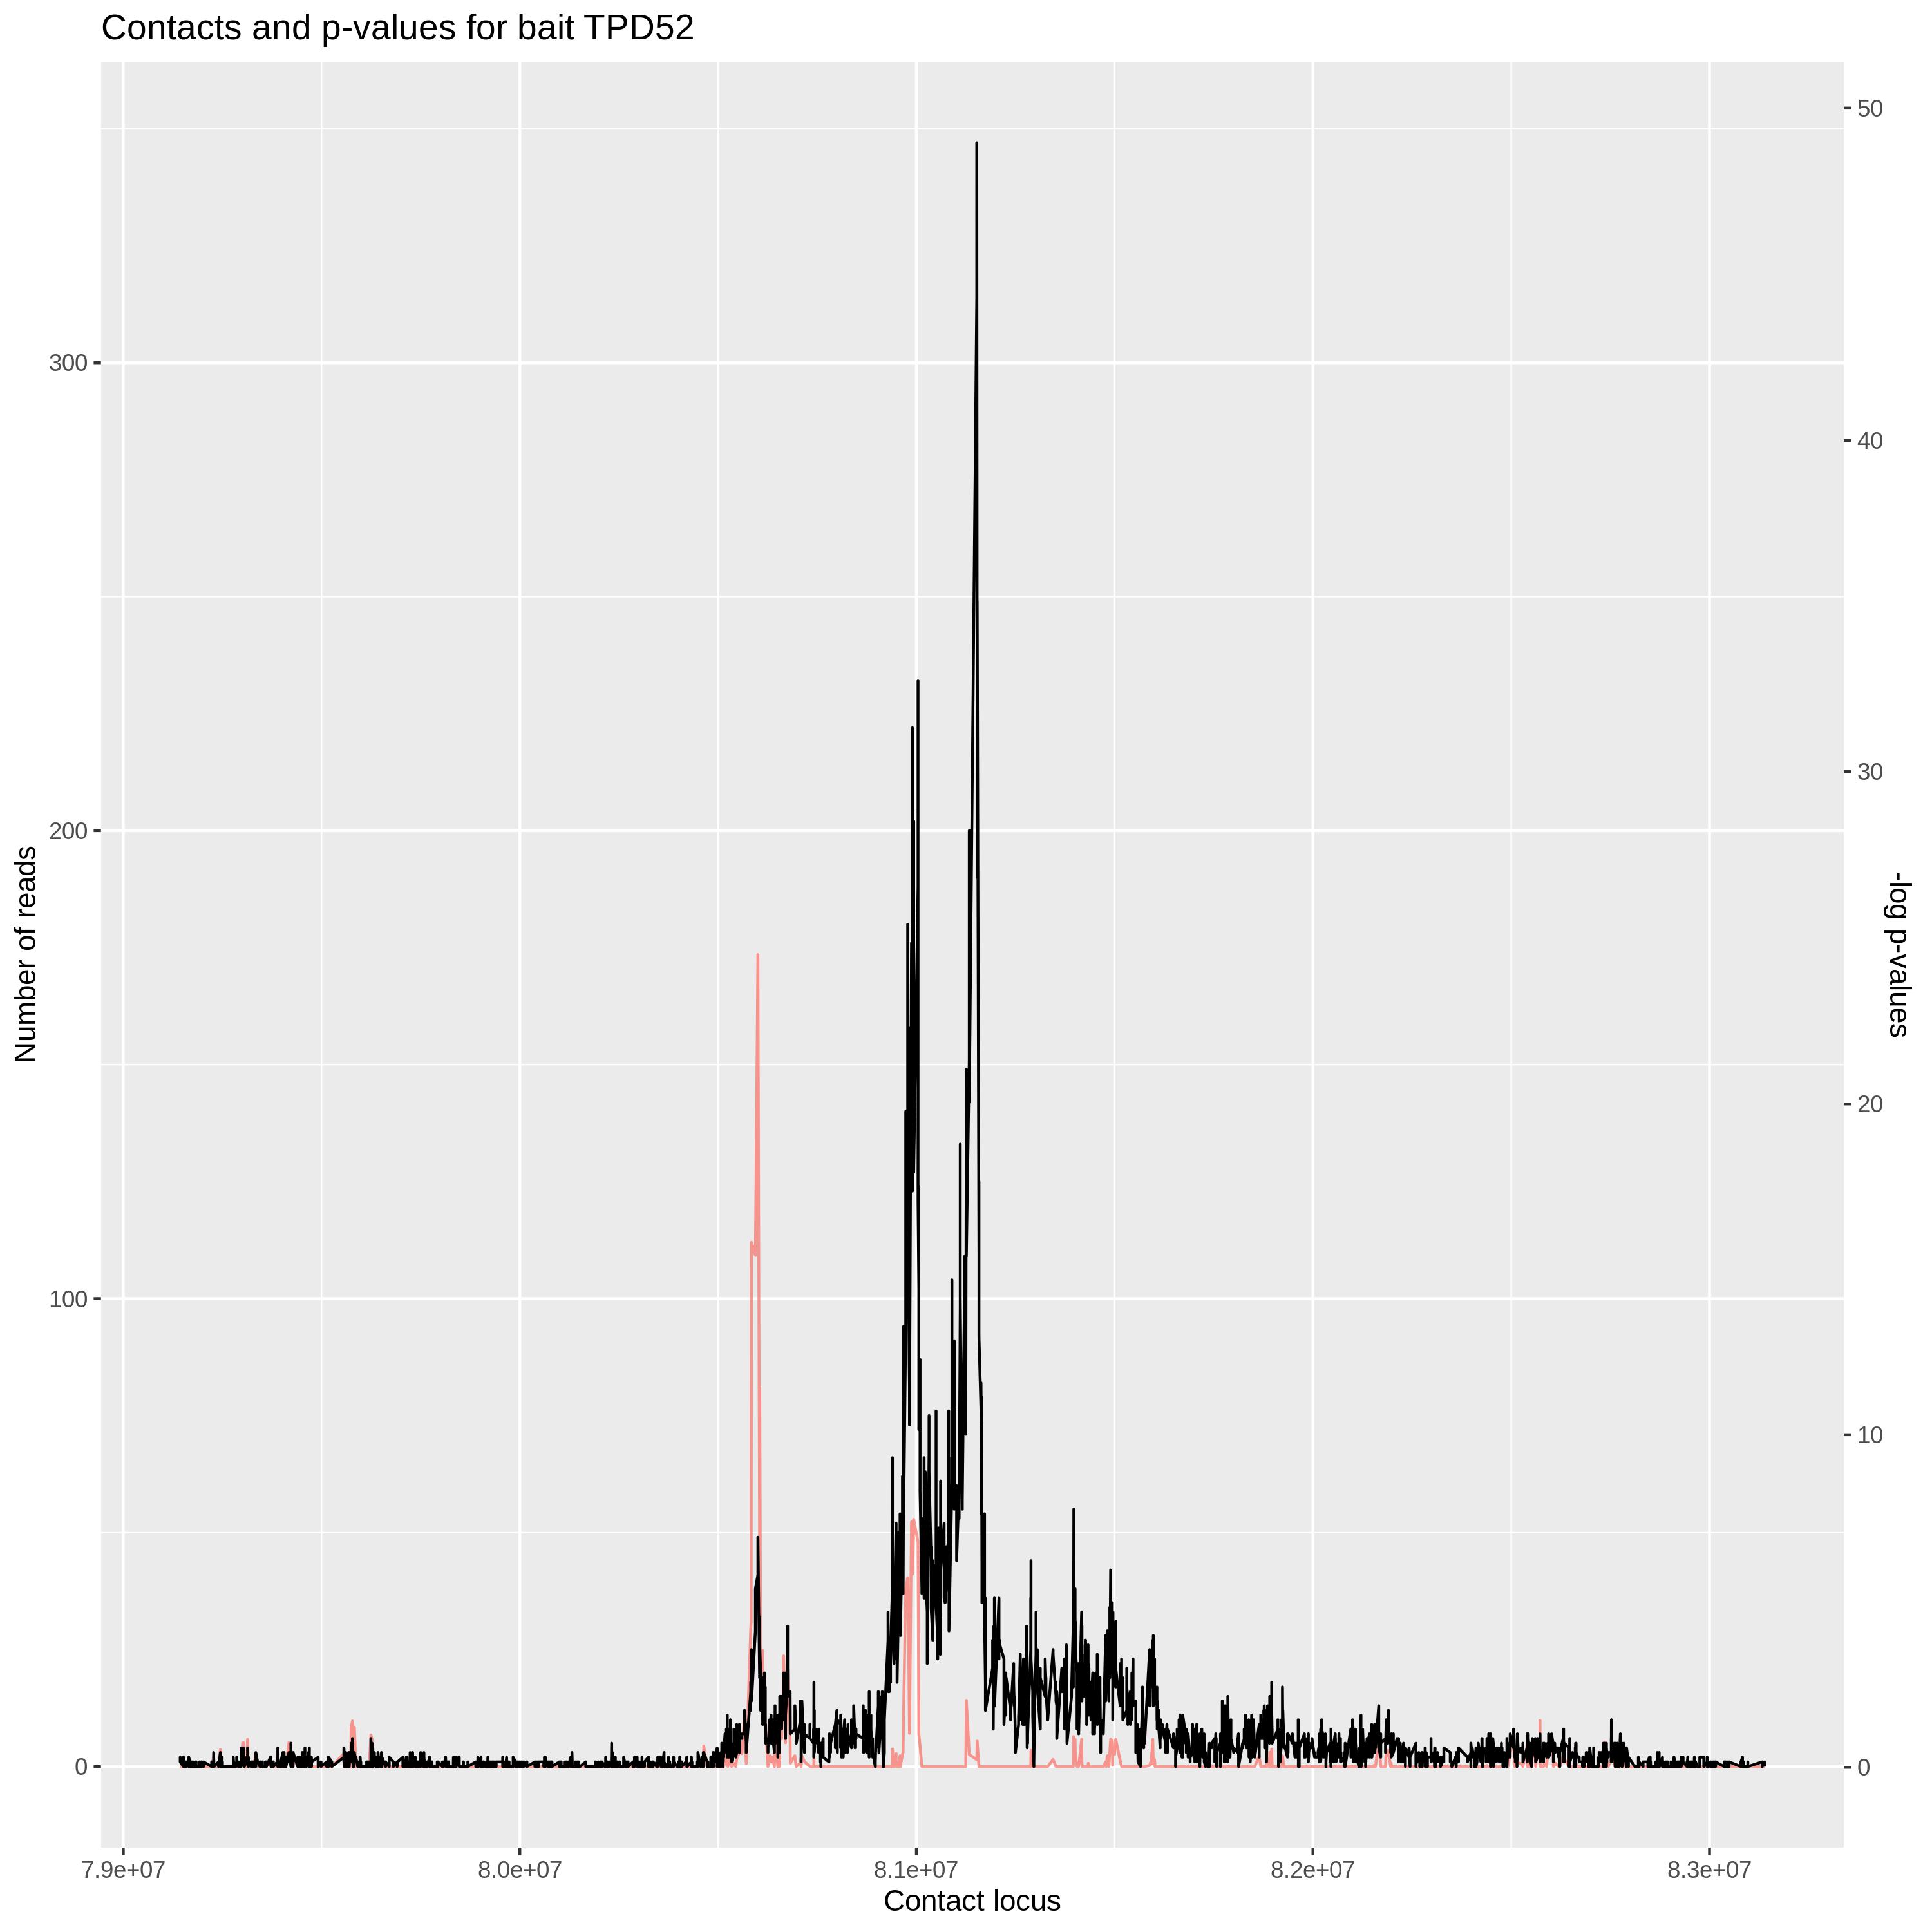 Contacts and p-values for bait TPD52
Number of reads
300
200
100
0
50
40
30
20
10
0
-log p-values
7.9e+07 8.0e+07 8.1e+07 8.2e+07 8.3e+07
Contact locus